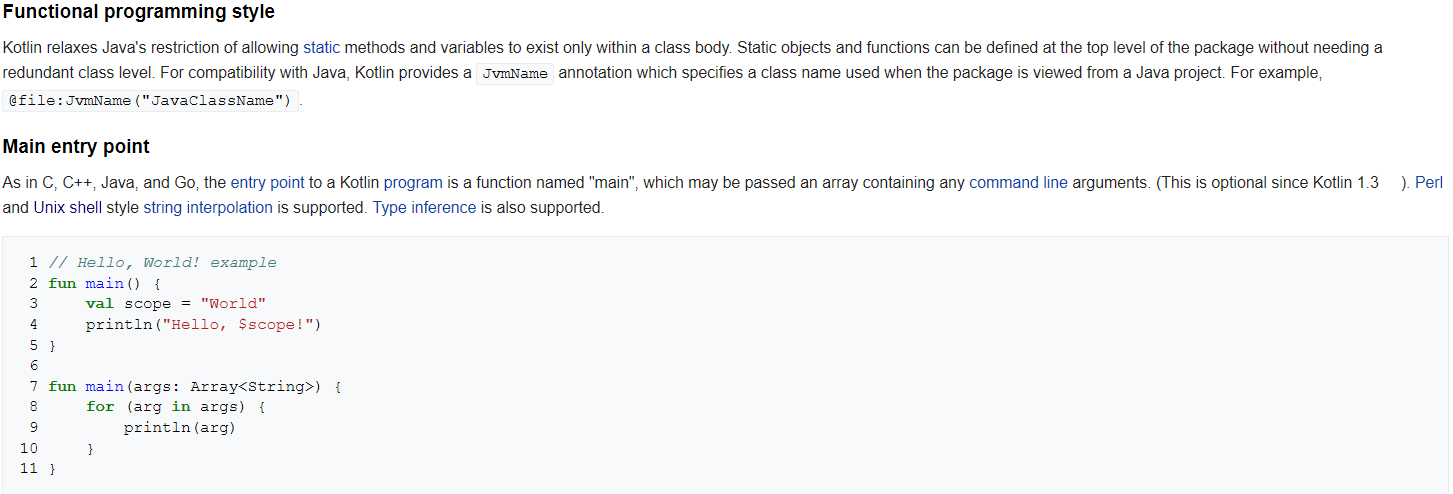 Functional programming style
Kotlin relaxes Java's restriction of allowing static methods and variables to exist only within a class body. Static objects and functions can be defined at the top level of the package without needing a
redundant class level. For compatibility with Java, Kotlin provides a JvmName annotation which specifies a class name used when the package is viewed from a Java project. For example,
@file:JvmName("JavaClassName").
Main entry point
As in C, C++, Java, and Go, the entry point to a Kotlin program is a function named "main", which may be passed an array containing any command line arguments. (This is optional since Kotlin 1.3 ). Perl
and Unix shell style string interpolation is supported. Type inference is also supported.
1 // Hello, World! example
2 fun main() {
3     val scope = "World"
4     println("Hello, $scope!")
5 }
6
7 fun main(args: Array<String>) {
8     for (arg in args) {
9         println(arg)
10     }
11 }